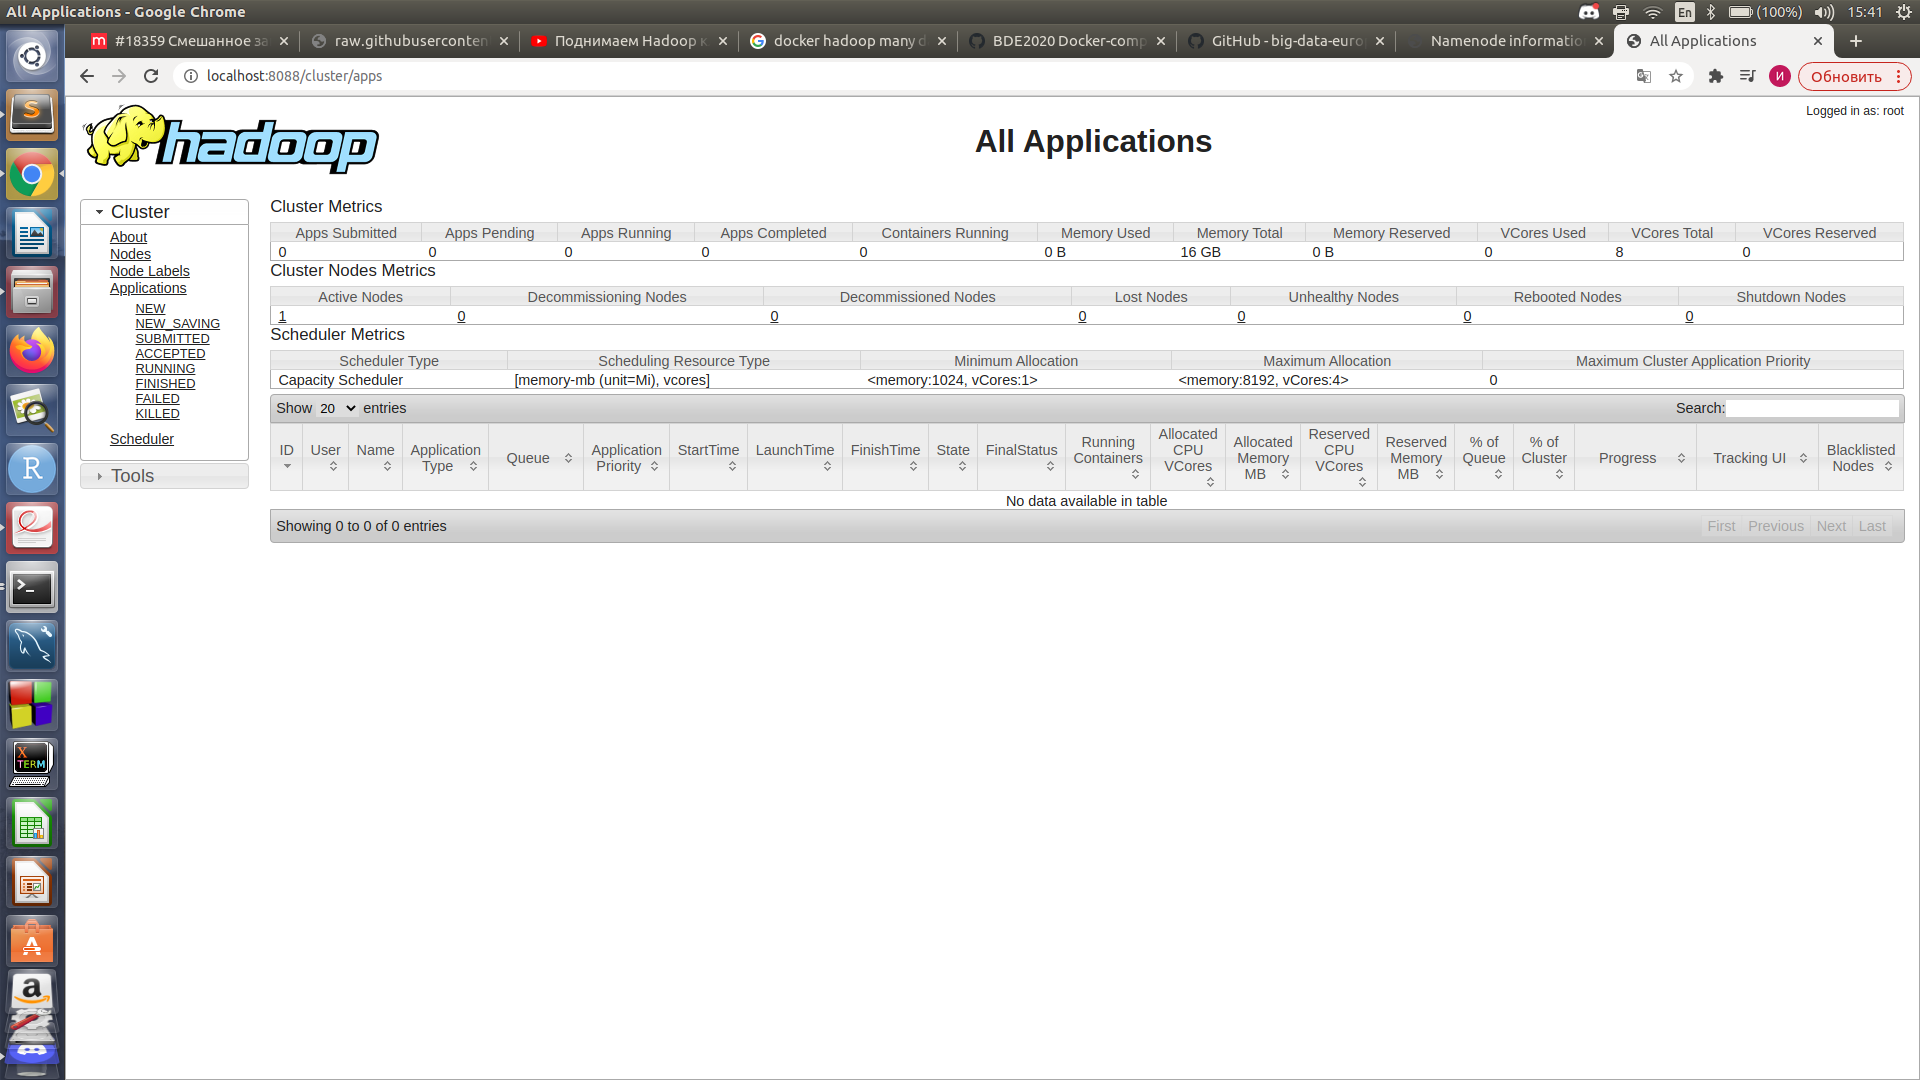 All Applications - Google Chrome
En (100%) 15:41
#18359 Смешанное за
raw.githubuserconten
Поднимаем Hadoop к
docker hadoop many d
BDE2020 Docker-comp
GitHub - big-data-euro
Namenode informatio
All Applications
localhost:8088/cluster/apps
И
Обновить
Logged in as: root
hadoop
All Applications
Cluster
About
Nodes
Node Labels
Applications
NEW
NEW_SAVING
SUBMITTED
ACCEPTED
RUNNING
FINISHED
FAILED
KILLED
Scheduler
Tools
Cluster Metrics
Apps Submitted Apps Pending Apps Running Apps Completed Containers Running Memory Used Memory Total Memory Reserved VCores Used VCores Total VCores Reserved
0 0 0 0 0 0 B 16 GB 0 B 0 8 0
Cluster Nodes Metrics
Active Nodes Decommissioning Nodes Decommissioned Nodes Lost Nodes Unhealthy Nodes Rebooted Nodes Shutdown Nodes
1 0 0 0 0 0 0
Scheduler Metrics
Scheduler Type Scheduling Resource Type Minimum Allocation Maximum Allocation Maximum Cluster Application Priority
Capacity Scheduler [memory-mb (unit=Mi), vcores] <memory:1024, vCores:1> <memory:8192, vCores:4> 0
Show 20 entries Search:
ID User Name Application Type Queue Application Priority StartTime LaunchTime FinishTime State FinalStatus Running Containers Allocated CPU VCores Allocated Memory MB Reserved CPU VCores Reserved Memory MB % of Queue % of Cluster Progress Tracking UI Blacklisted Nodes
No data available in table
Showing 0 to 0 of 0 entries First Previous Next Last
S
R
X
TERM
A
a